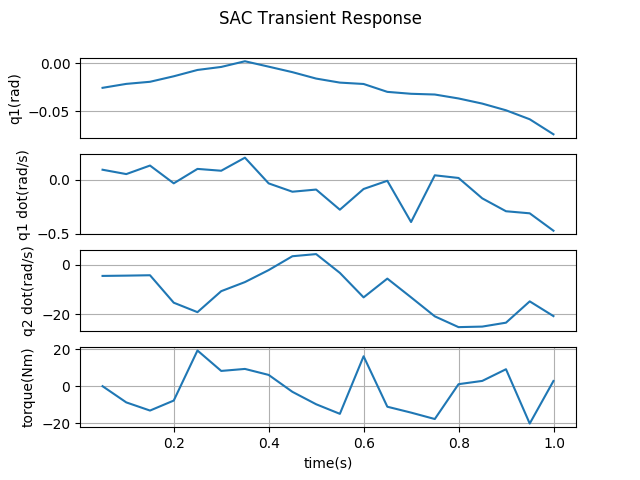 SAC Transient Response
q1(rad)
0.00
−0.05
q1 dot(rad/s)
0.0
−0.5
q2 dot(rad/s)
0
−20
torque(Nm)
20
0
−20
0.2 0.4 0.6 0.8 1.0
time(s)